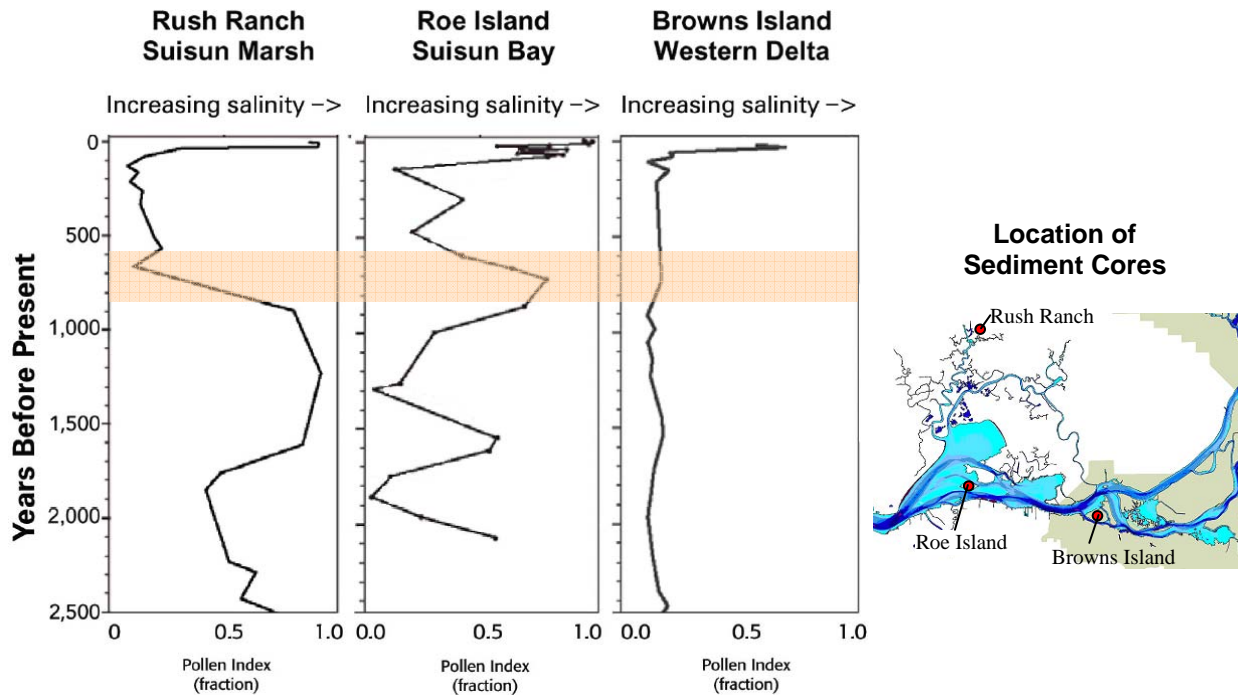 Rush Ranch
Suisun Marsh
Roe Island
Suisun Bay
Browns Island
Western Delta
Increasing salinity –>
Increasing salinity –>
Increasing salinity –>
Years Before Present
0
500
1,000
1,500
2,000
2,500
0 0.5 1.0
0.0 0.5 1.0
0.0 0.5 1.0
Pollen Index
(fraction)
Pollen Index
(fraction)
Pollen Index
(fraction)
Location of
Sediment Cores
Rush Ranch
Roe Island
Browns Island